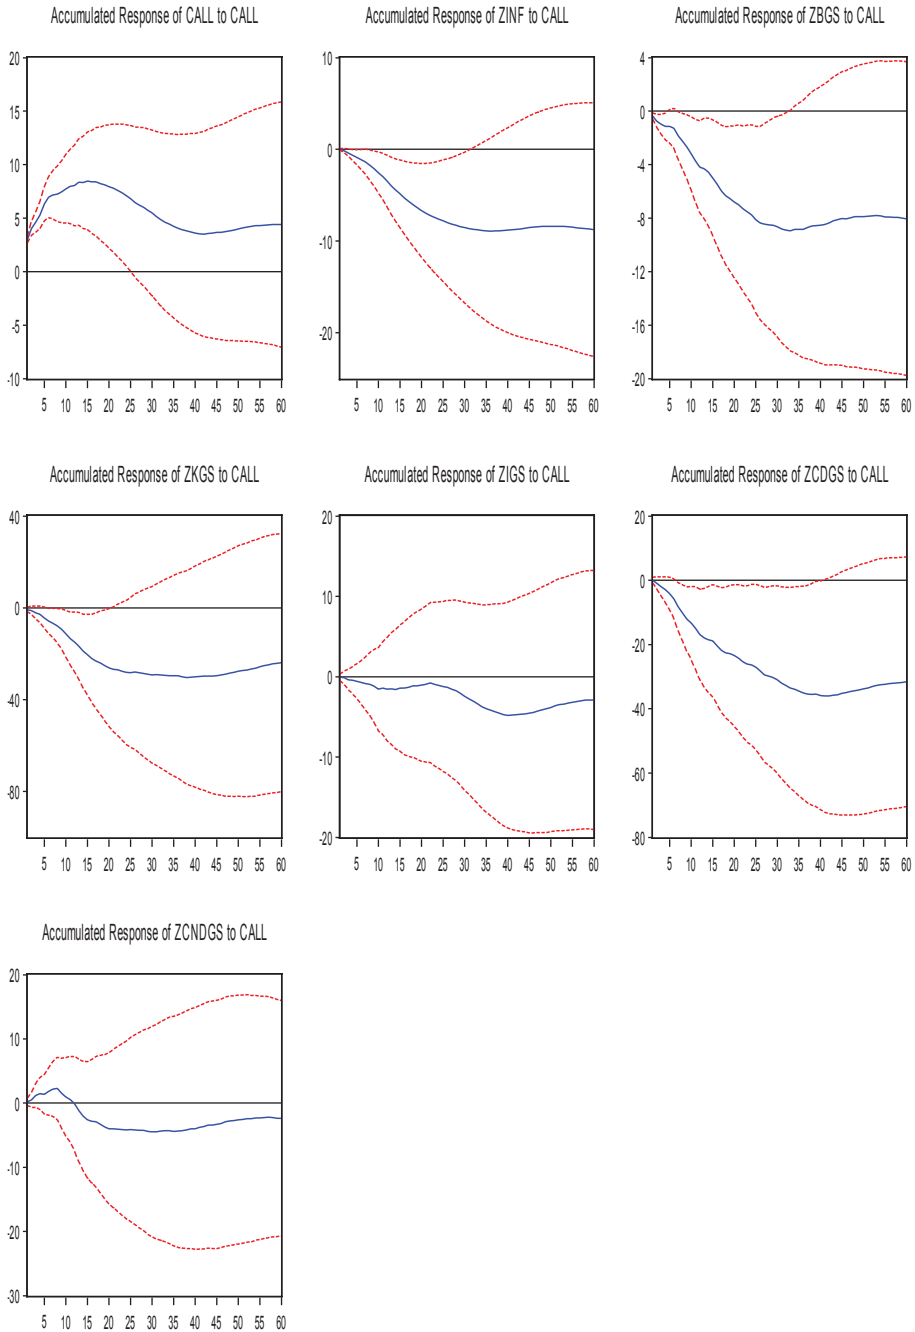 Accumulated Response of CALL to CALL
Accumulated Response of ZINF to CALL
Accumulated Response of ZBGS to CALL
20
15
10
5
0
-5
-10
5 10 15 20 25 30 35 40 45 50 55 60
10
0
-10
-20
5 10 15 20 25 30 35 40 45 50 55 60
4
0
-4
-8
-12
-16
-20
5 10 15 20 25 30 35 40 45 50 55 60
Accumulated Response of ZKGS to CALL
Accumulated Response of ZIGS to CALL
Accumulated Response of ZCDGS to CALL
40
0
-40
-80
5 10 15 20 25 30 35 40 45 50 55 60
20
10
0
-10
-20
5 10 15 20 25 30 35 40 45 50 55 60
20
0
-20
-40
-60
-80
5 10 15 20 25 30 35 40 45 50 55 60
Accumulated Response of ZCNDGS to CALL
20
10
0
-10
-20
-30
5 10 15 20 25 30 35 40 45 50 55 60